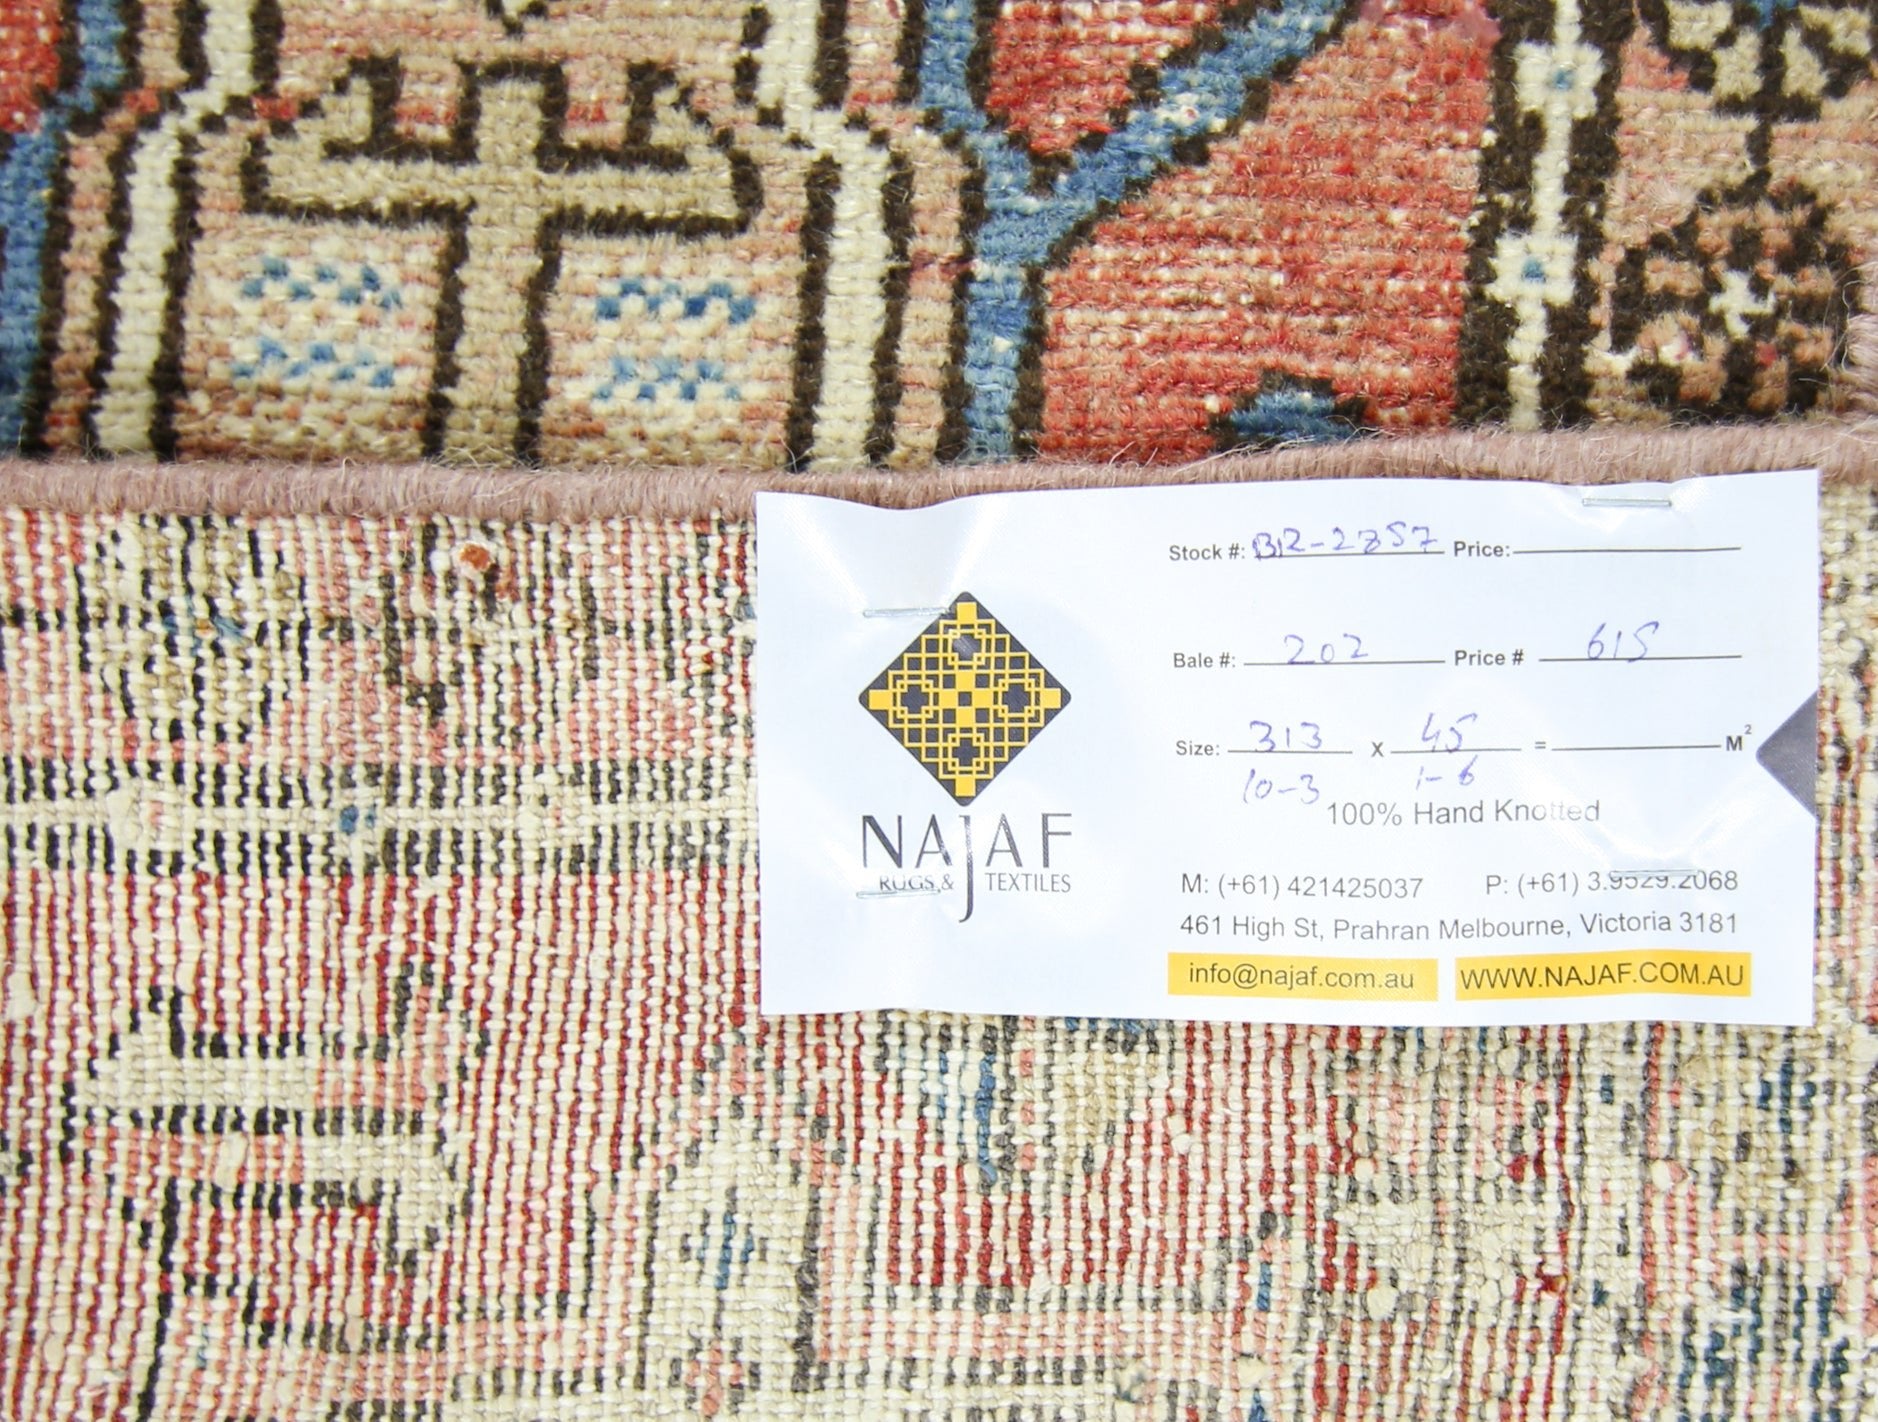 Stock #: BR-2857 Price:
Bale #: 202 Price # 615
Size: 313 x 45 = M²
10-3 1-6
100% Hand Knotted
NAJAF
RUGS & TEXTILES
M: (+61) 421425037 P: (+61) 3.9529.2068
461 High St, Prahran Melbourne, Victoria 3181
info@najaf.com.au WWW.NAJAF.COM.AU